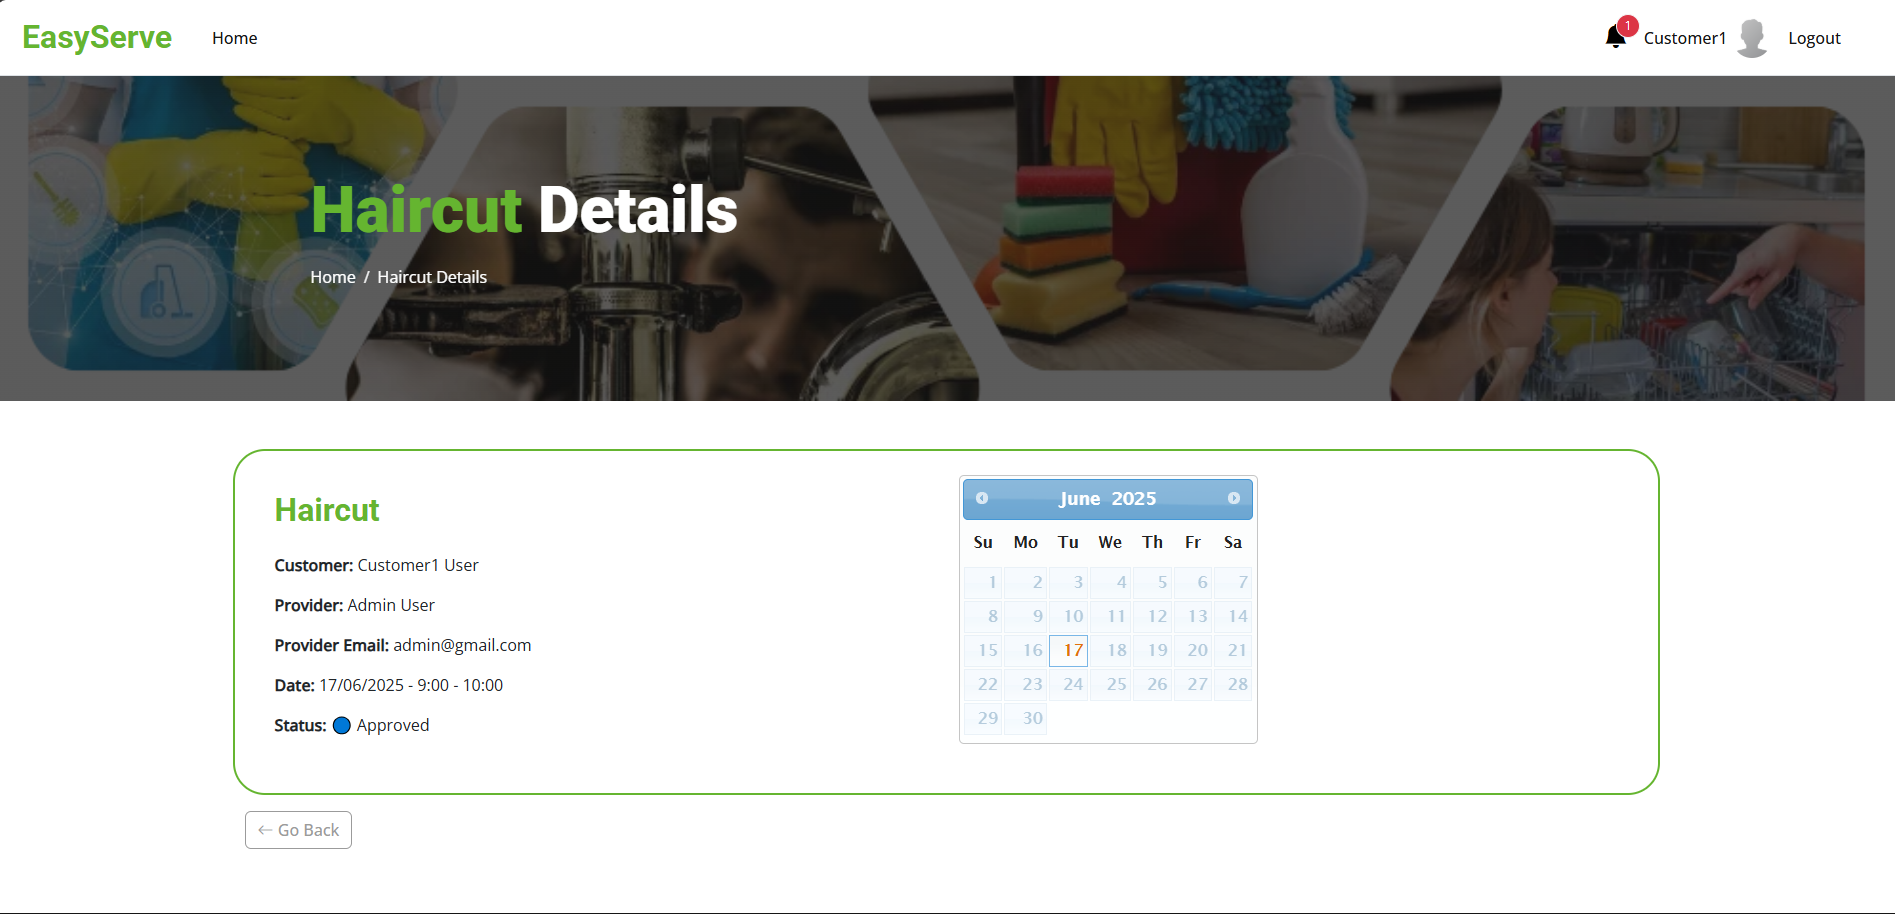 EasyServe Home 1 Customer1 Logout
Haircut Details
Home / Haircut Details
Haircut
Customer: Customer1 User
Provider: Admin User
Provider Email: admin@gmail.com
Date: 17/06/2025 - 9:00 - 10:00
Status: Approved
June 2025
Su Mo Tu We Th Fr Sa
1 2 3 4 5 6 7
8 9 10 11 12 13 14
15 16 17 18 19 20 21
22 23 24 25 26 27 28
29 30
← Go Back